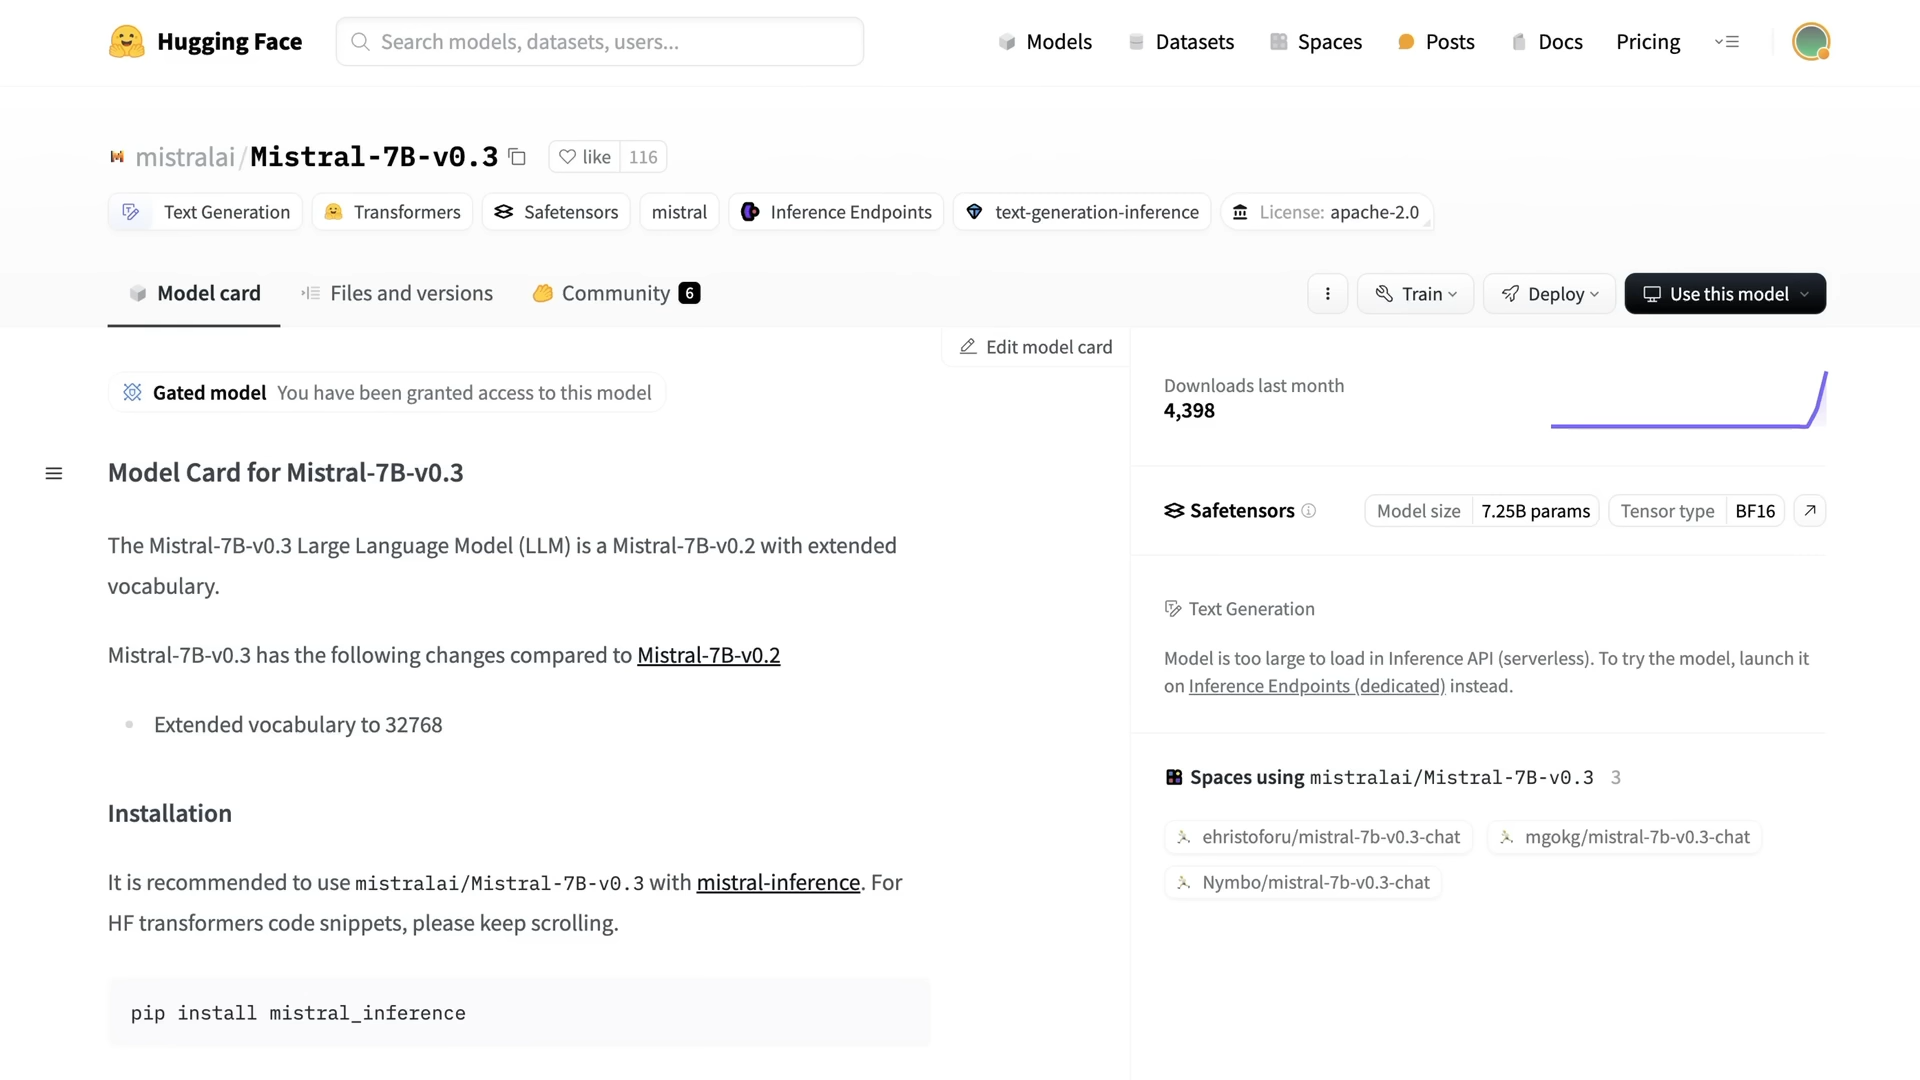 Hugging Face
Search models, datasets, users...
Models
Datasets
Spaces
Posts
Docs
Pricing
mistralai/Mistral-7B-v0.3
like 116
Text Generation
Transformers
Safetensors
mistral
Inference Endpoints
text-generation-inference
License: apache-2.0
Model card
Files and versions
Community 6
Train
Deploy
Use this model
Edit model card
Gated model You have been granted access to this model
Model Card for Mistral-7B-v0.3
The Mistral-7B-v0.3 Large Language Model (LLM) is a Mistral-7B-v0.2 with extended
vocabulary.
Mistral-7B-v0.3 has the following changes compared to Mistral-7B-v0.2
Extended vocabulary to 32768
Installation
It is recommended to use mistralai/Mistral-7B-v0.3 with mistral-inference. For
HF transformers code snippets, please keep scrolling.
pip install mistral_inference
Downloads last month
4,398
Safetensors
Model size 7.25B params
Tensor type BF16
Text Generation
Model is too large to load in Inference API (serverless). To try the model, launch it
on Inference Endpoints (dedicated) instead.
Spaces using mistralai/Mistral-7B-v0.3 3
ehristoforu/mistral-7b-v0.3-chat
mgokg/mistral-7b-v0.3-chat
Nymbo/mistral-7b-v0.3-chat